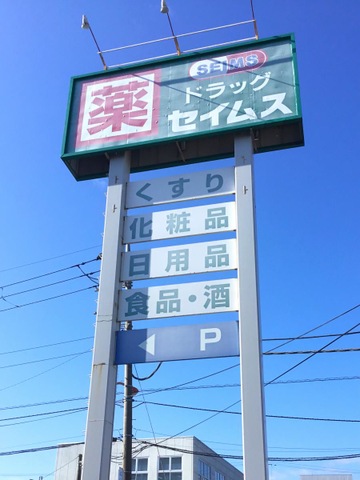 薬
SEIMS
ドラッグ
セイムス
くすり
化粧品
日用品
食品・酒
P